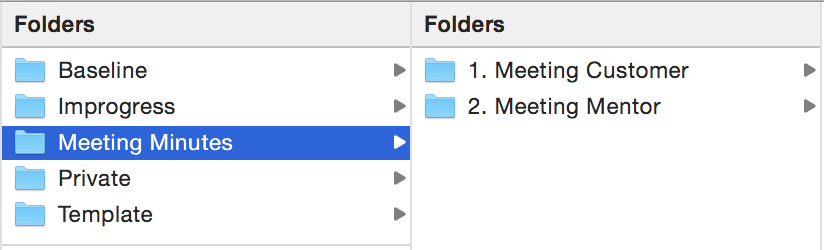 Folders
Baseline
Improgress
Meeting Minutes
Private
Template
Folders
1. Meeting Customer
2. Meeting Mentor